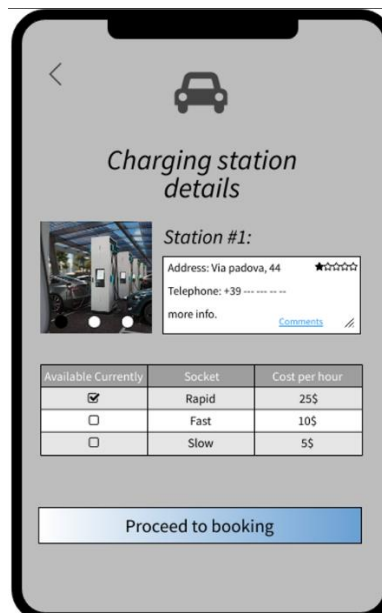 Charging station
details
Station #1:
Address: Via padova, 44
Telephone: +39 --- --- -- --
more info.
Comments
Available Currently Socket Cost per hour
Rapid 25$
Fast 10$
Slow 5$
Proceed to booking